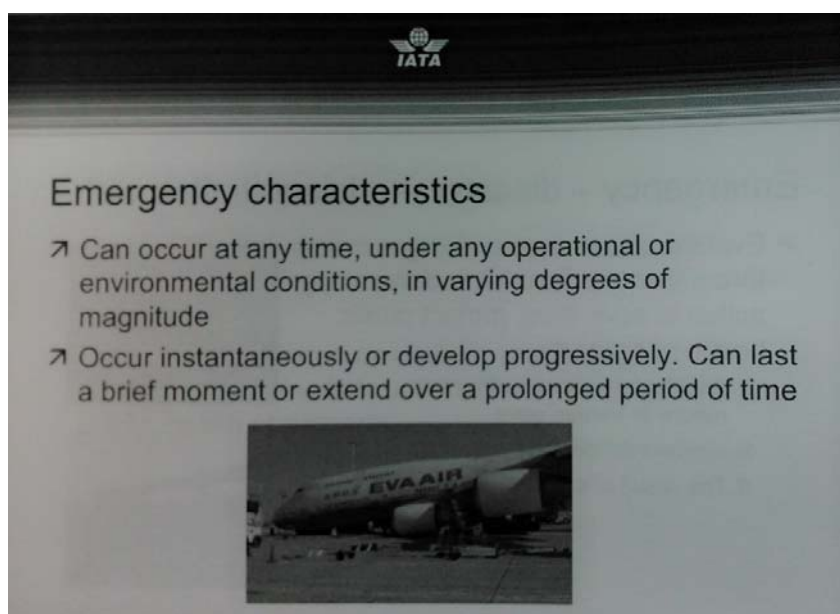 IATA
Emergency characteristics
Can occur at any time, under any operational or
environmental conditions, in varying degrees of
magnitude
Occur instantaneously or develop progressively. Can last
a brief moment or extend over a prolonged period of time
EVA AIR